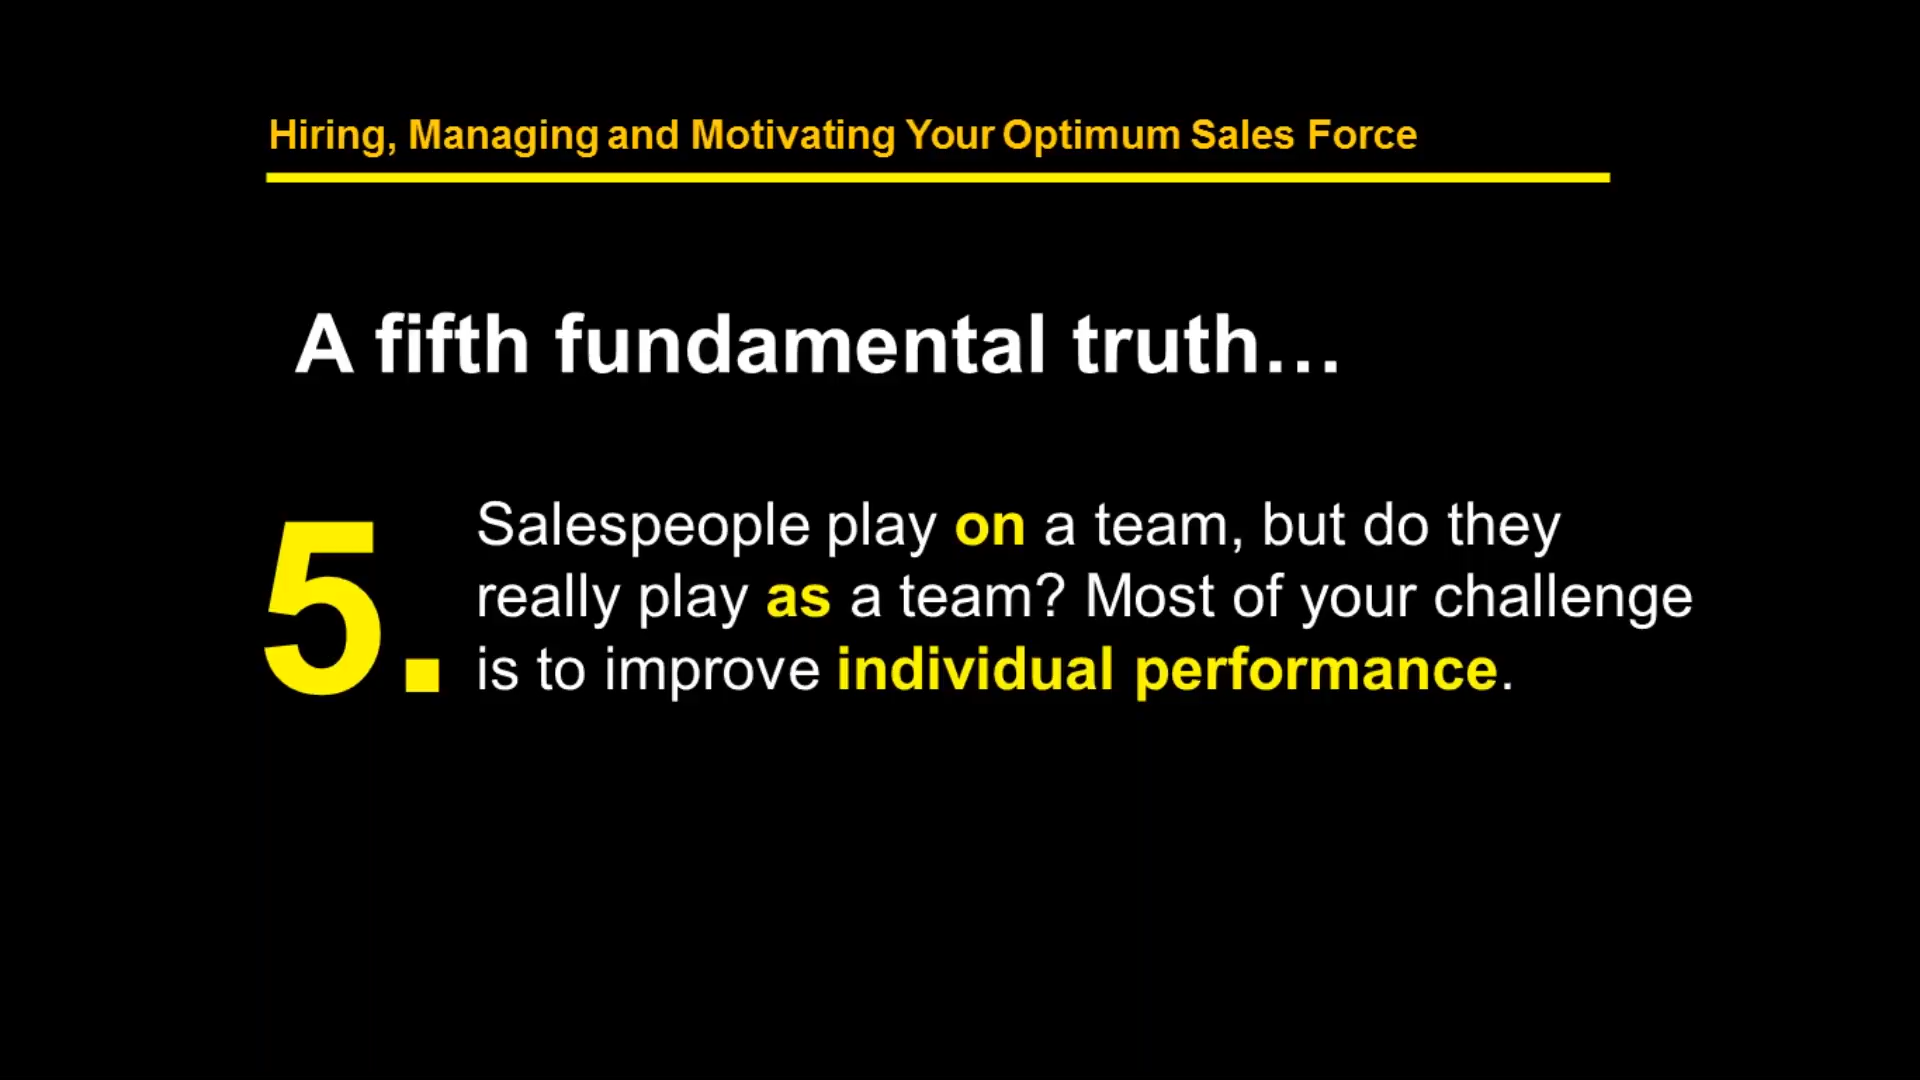 Hiring, Managing and Motivating Your Optimum Sales Force
A fifth fundamental truth…
5.
Salespeople play on a team, but do they
really play as a team? Most of your challenge
is to improve individual performance.